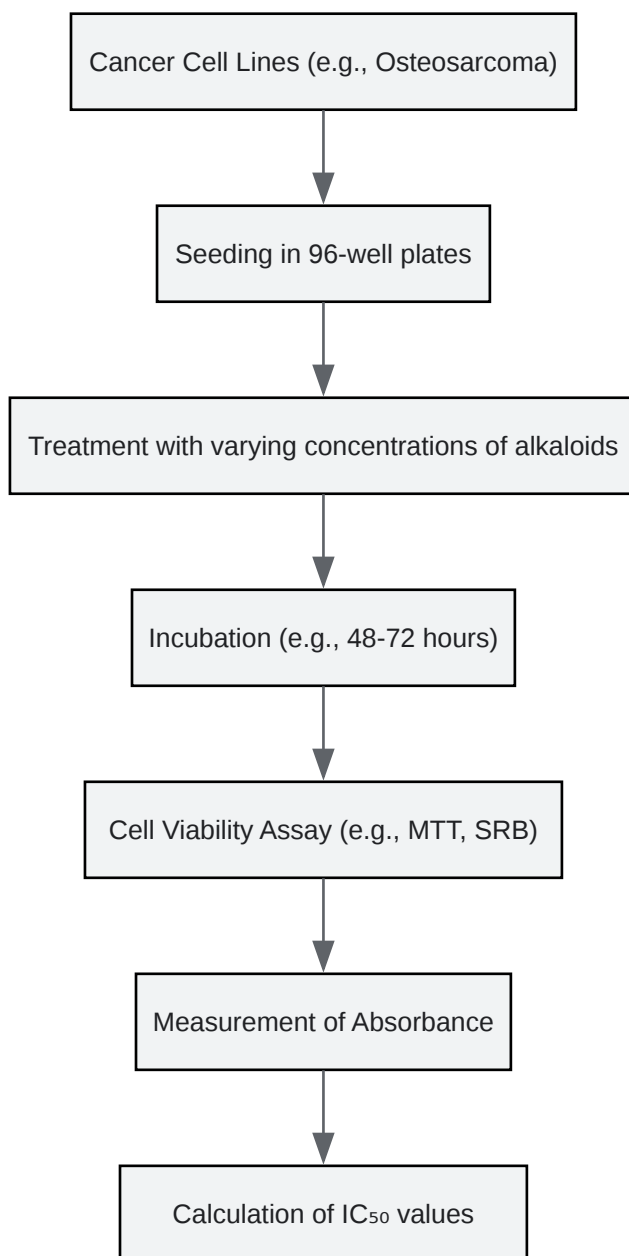 Cancer Cell Lines (e.g., Osteosarcoma)
Seeding in 96-well plates
Treatment with varying concentrations of alkaloids
Incubation (e.g., 48-72 hours)
Cell Viability Assay (e.g., MTT, SRB)
Measurement of Absorbance
Calculation of IC₅₀ values